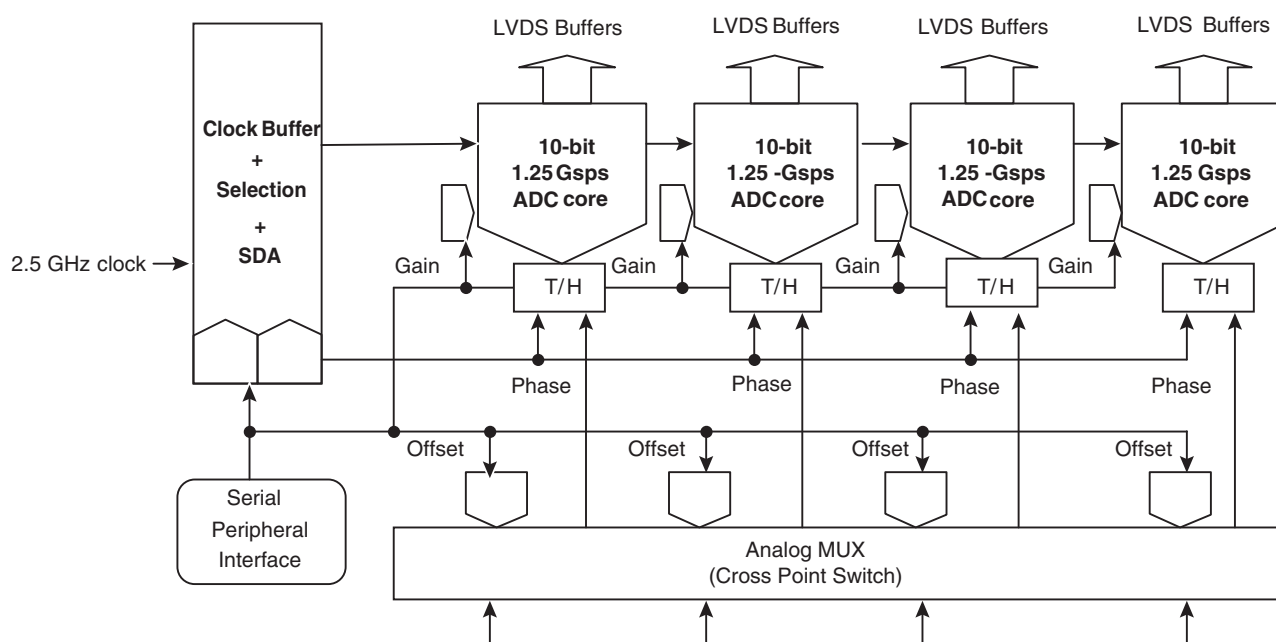 LVDS Buffers
LVDS Buffers
LVDS Buffers
LVDS Buffers
Clock Buffer
+
Selection
+
SDA
10-bit
1.25 Gsps
ADC core
10-bit
1.25 -Gsps
ADC core
10-bit
1.25 -Gsps
ADC core
10-bit
1.25 Gsps
ADC core
2.5 GHz clock
Gain
Gain
Gain
Gain
T/H
T/H
T/H
T/H
Phase
Phase
Phase
Phase
Offset
Offset
Offset
Offset
Serial
Peripheral
Interface
Analog MUX
(Cross Point Switch)